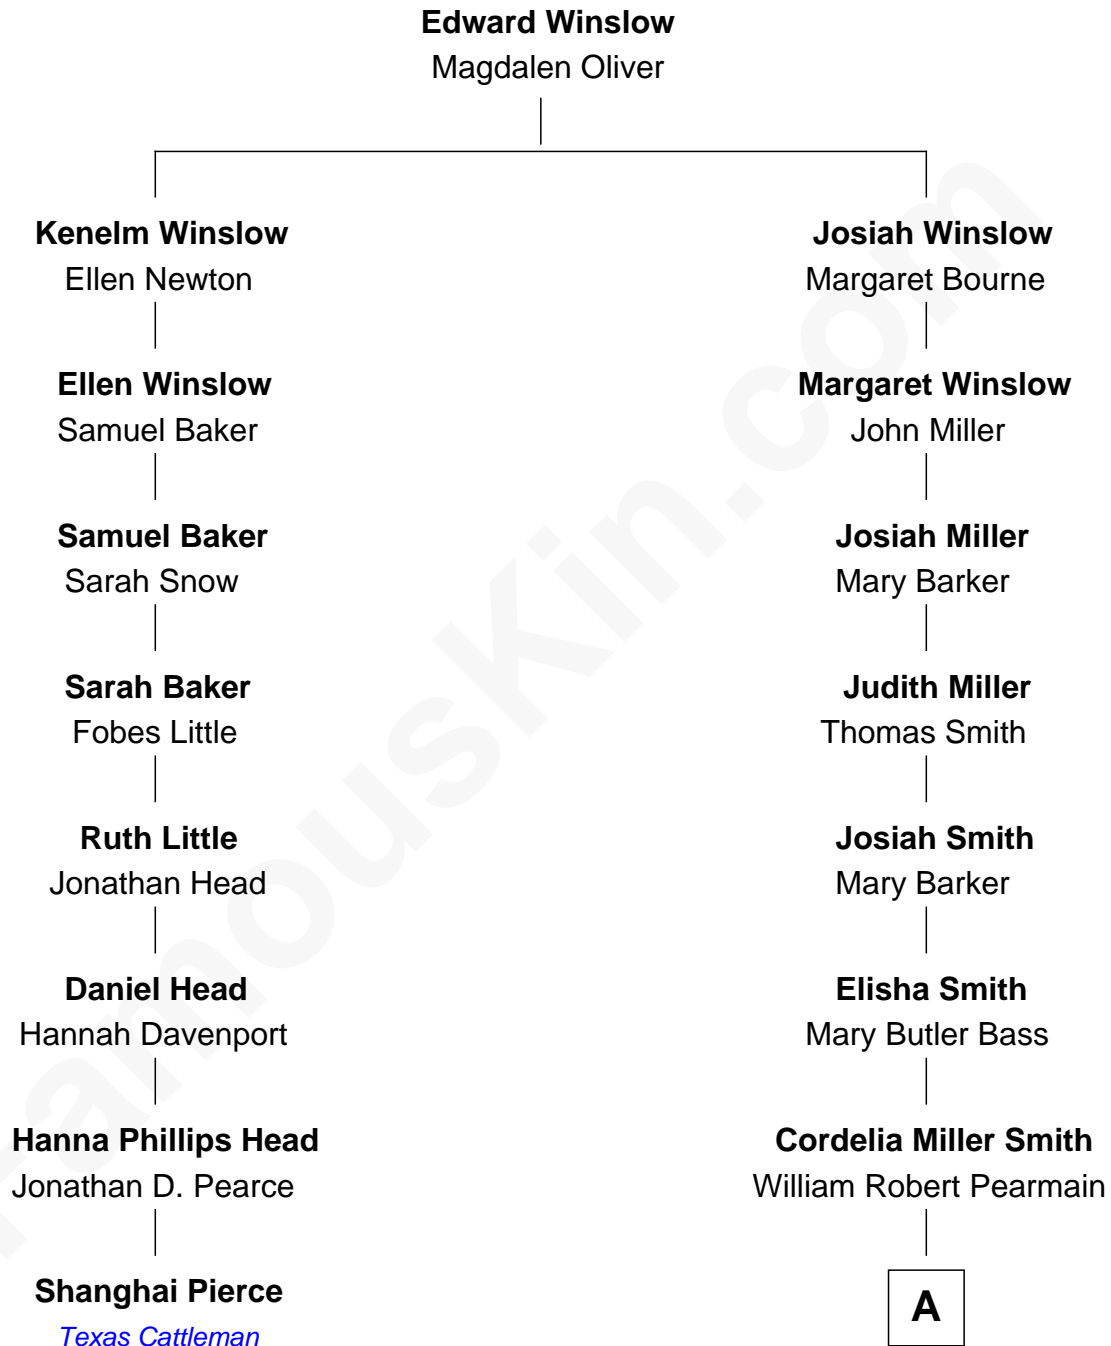 Edward Winslow
Magdalen Oliver
Kenelm Winslow
Ellen Newton
Josiah Winslow
Margaret Bourne
Ellen Winslow
Samuel Baker
Margaret Winslow
John Miller
Samuel Baker
Sarah Snow
Josiah Miller
Mary Barker
Sarah Baker
Fobes Little
Judith Miller
Thomas Smith
Ruth Little
Jonathan Head
Josiah Smith
Mary Barker
Daniel Head
Hannah Davenport
Elisha Smith
Mary Butler Bass
Hanna Phillips Head
Jonathan D. Pearce
Cordelia Miller Smith
William Robert Pearmain
Shanghai Pierce
Texas Cattleman
A
FamousKin.com